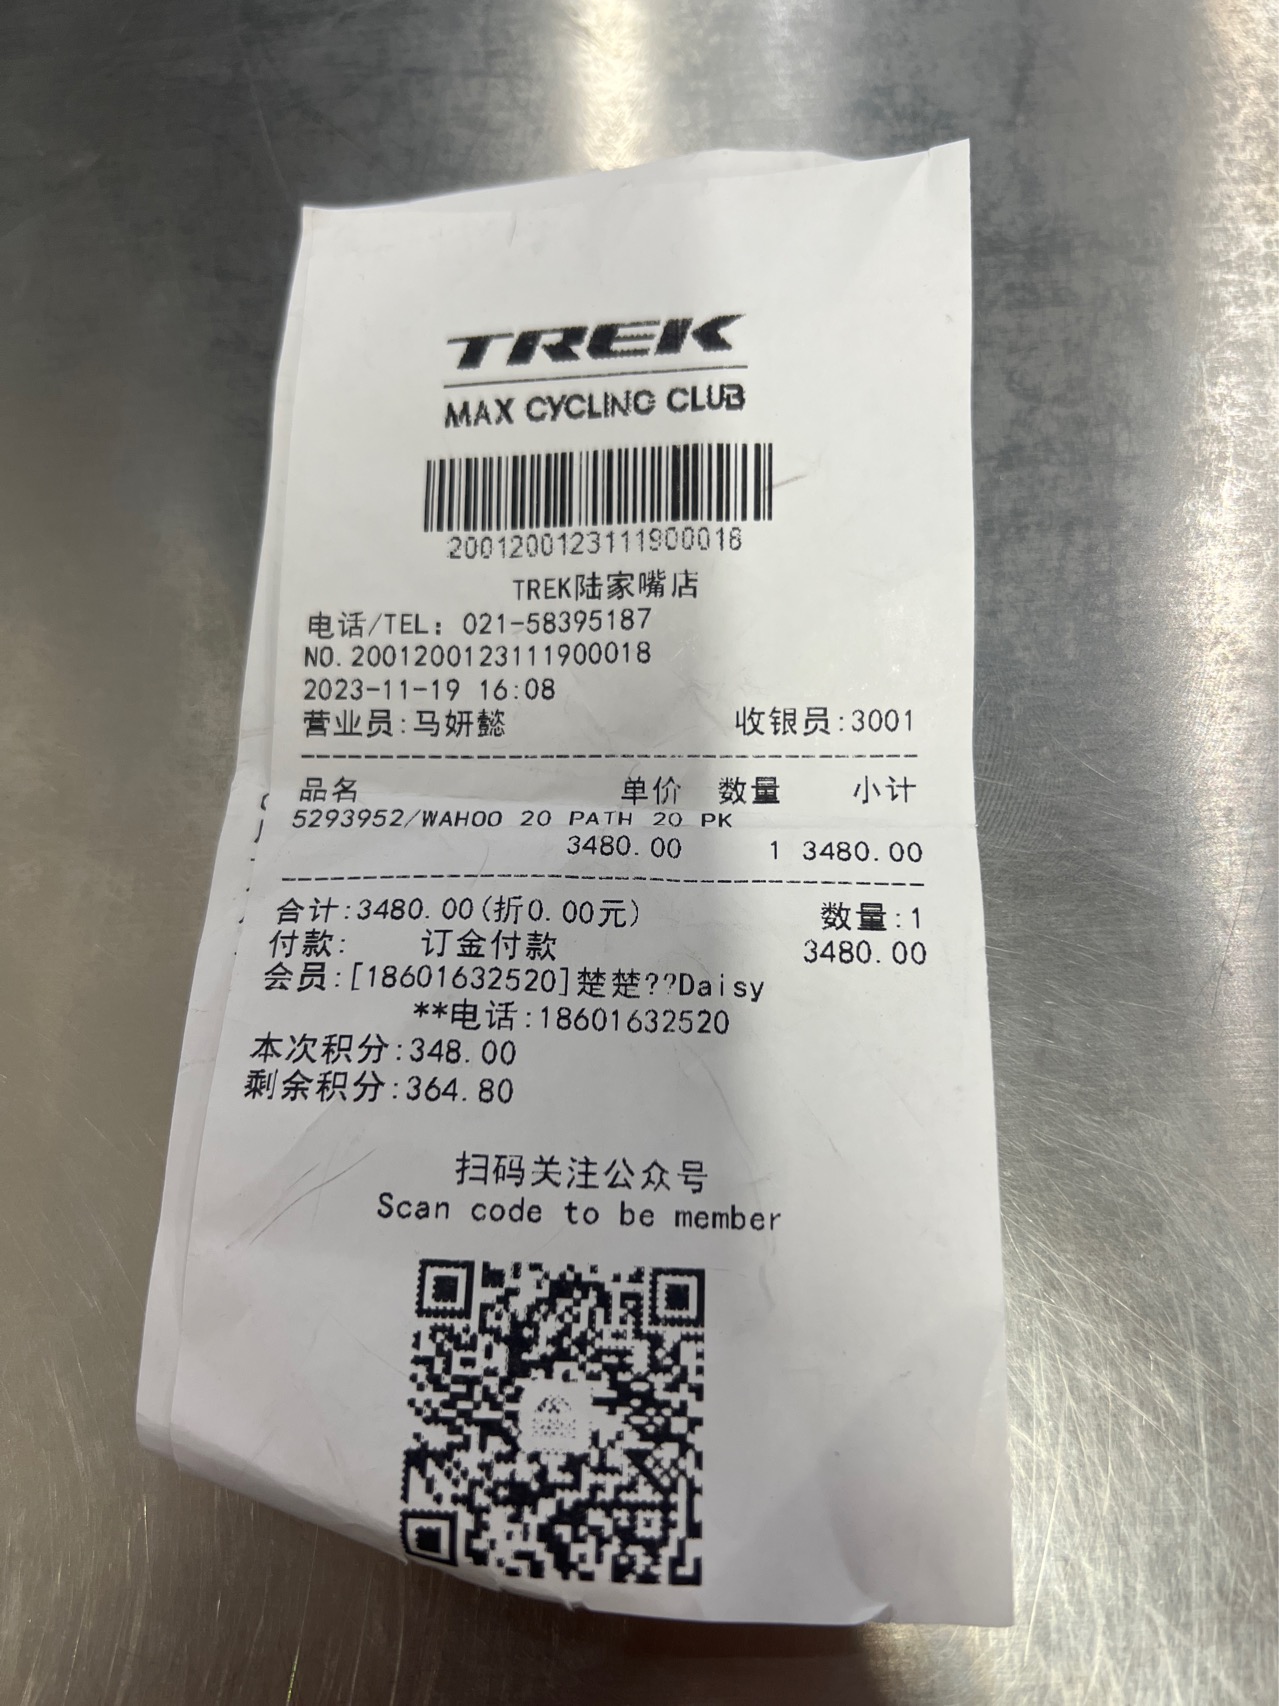 TREK
MAX CYCLING CLUB
2001200123111900018
TREK陆家嘴店
电话/TEL：021-58395187
NO.2001200123111900018
2023-11-19 16:08
营业员:马妍懿 收银员:3001
品名 单价 数量 小计
5293952/WAHOO 20 PATH 20 PK
3480.00 1 3480.00
合计:3480.00(折0.00元) 数量:1
付款: 订金付款 3480.00
会员:[18601632520]楚楚??Daisy
**电话:18601632520
本次积分:348.00
剩余积分:364.80
扫码关注公众号
Scan code to be member